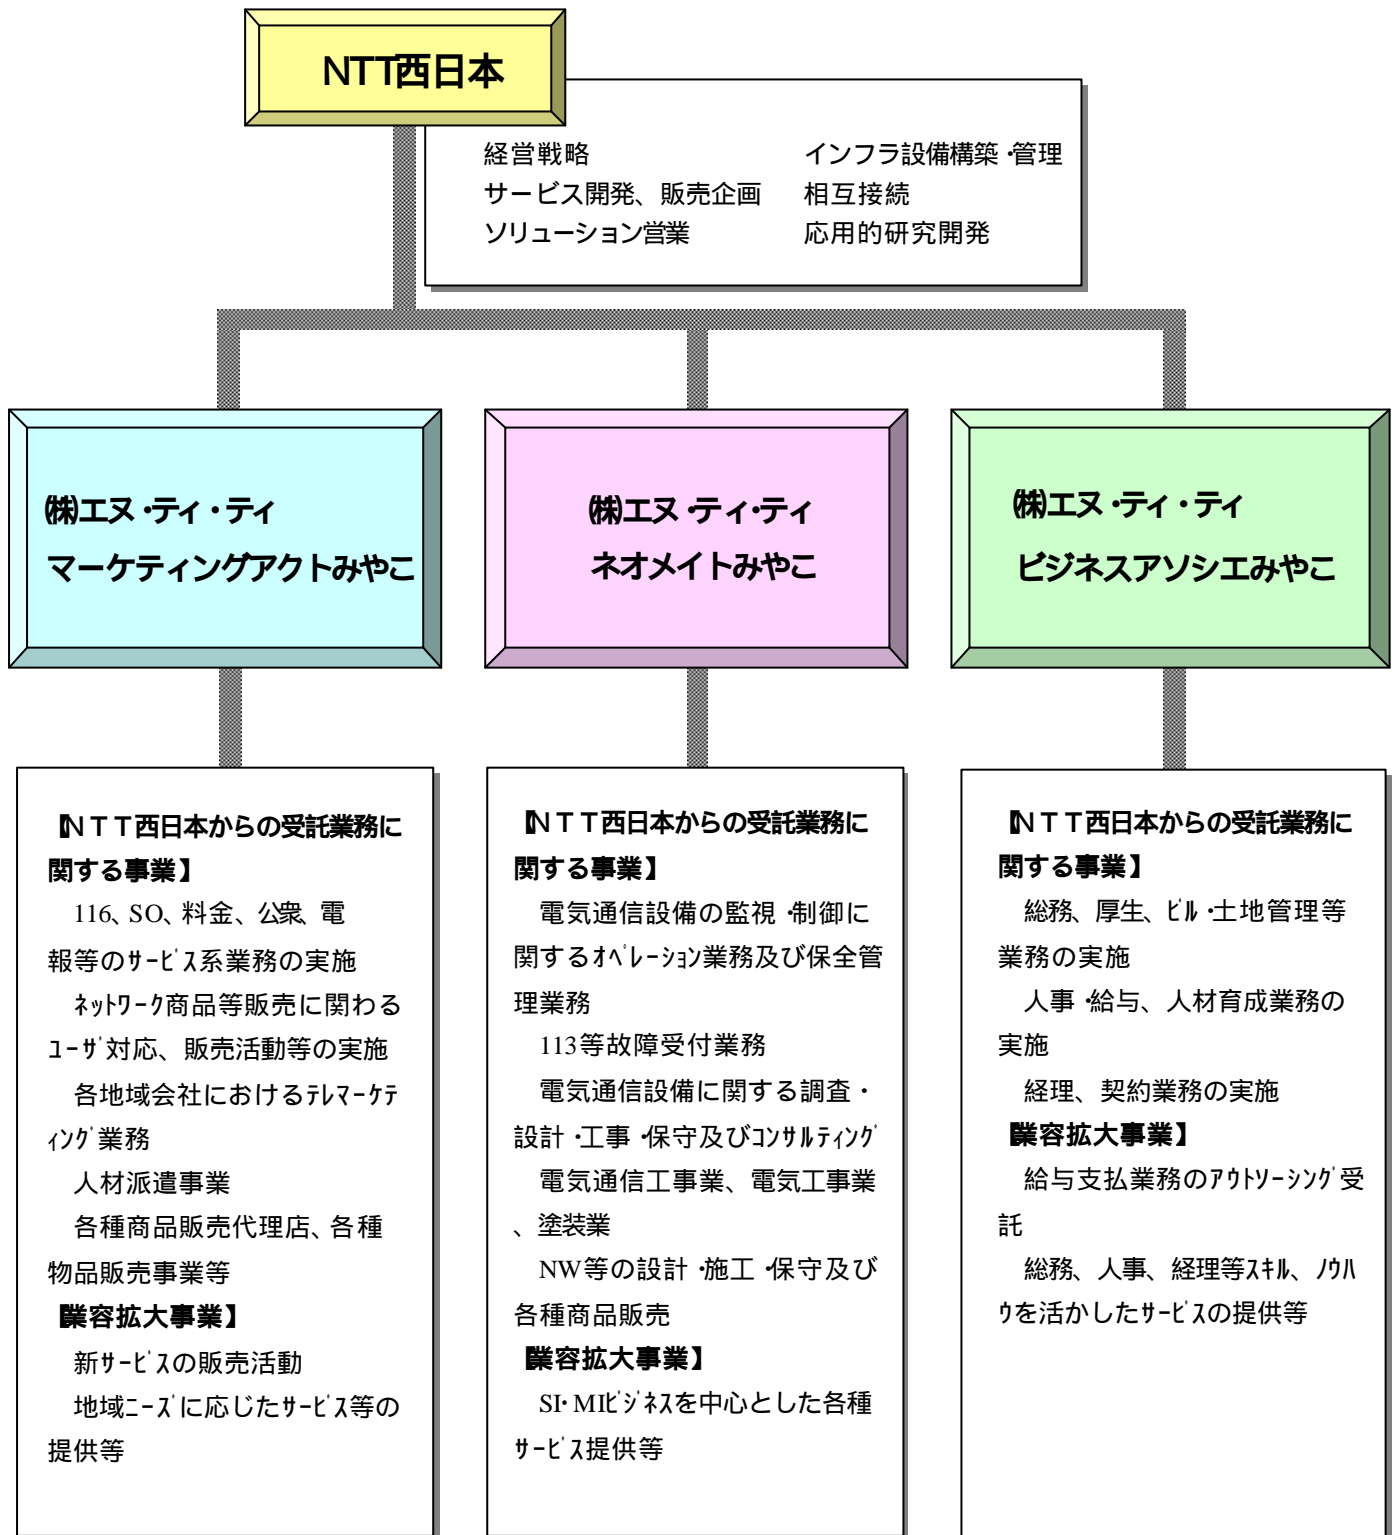 NTT西日本
経営戦略 インフラ設備構築・管理
サービス開発、販売企画 相互接続
ソリューション営業 応用的研究開発
㈱エヌ・ティ・ティ
マーケティングアクトみやこ
㈱エヌ・ティ・ティ
ネオメイトみやこ
㈱エヌ・ティ・ティ
ビジネスアソシエみやこ
【NTT西日本からの受託業務に
関する事業】
116、SO、料金、公衆、電
報等のサービス系業務の実施
ネットワーク商品等販売に関わる
ユーザ対応、販売活動等の実施
各地域会社におけるテレマーケテ
ィング業務
人材派遣事業
各種商品販売代理店、各種
物品販売事業等
【業容拡大事業】
新サービスの販売活動
地域ニーズに応じたサービス等の
提供等
【NTT西日本からの受託業務に
関する事業】
電気通信設備の監視・制御に
関するオペレーション業務及び保全管
理業務
113等故障受付業務
電気通信設備に関する調査・
設計・工事・保守及びコンサルティング
電気通信工事業、電気工事業
、塗装業
NW等の設計・施工・保守及び
各種商品販売
【業容拡大事業】
SI・MIビジネスを中心とした各種
サービス提供等
【NTT西日本からの受託業務に
関する事業】
総務、厚生、ビル・土地管理等
業務の実施
人事・給与、人材育成業務の
実施
経理、契約業務の実施
【業容拡大事業】
給与支払業務のアウトソーシング受
託
総務、人事、経理等スキル、ノウハ
ウを活かしたサービスの提供等